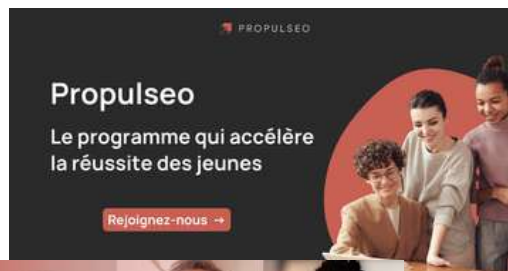 PROPULSEO
Propulseo
Le programme qui accélère
la réussite des jeunes
Rejoignez-nous →